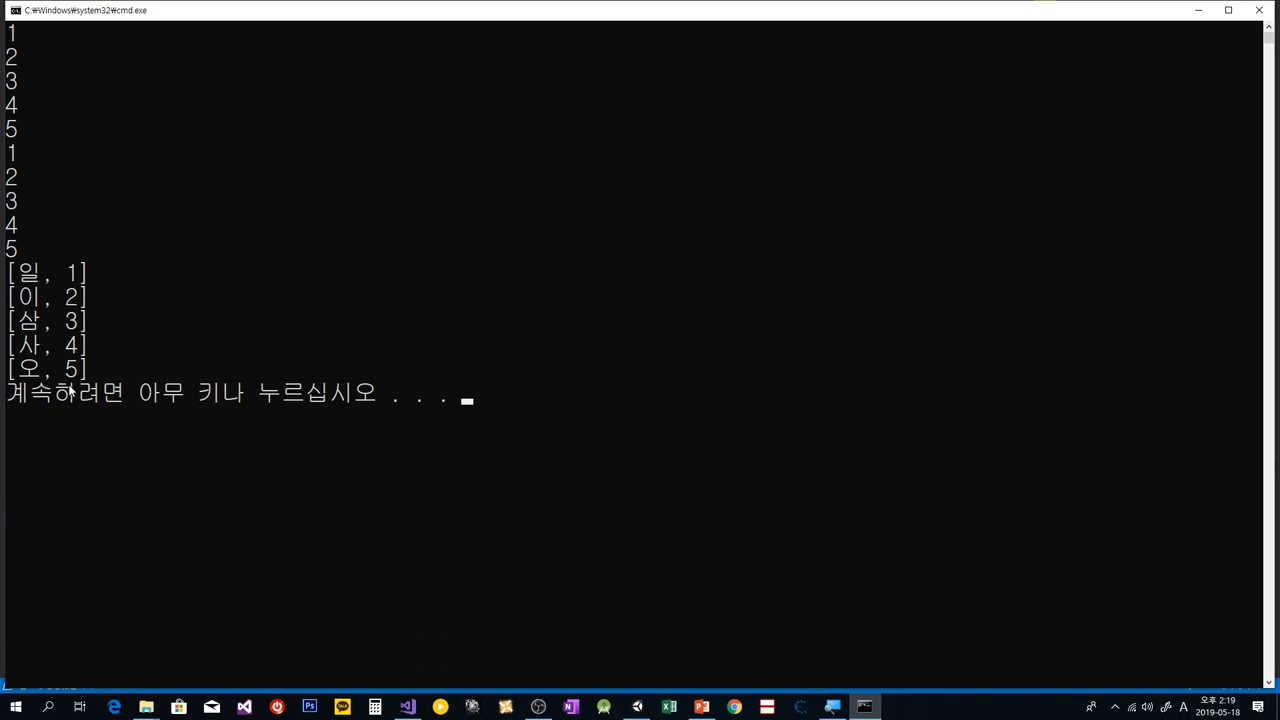 C:₩Windows₩system32₩cmd.exe
1
2
3
4
5
1
2
3
4
5
[일, 1]
[이, 2]
[삼, 3]
[사, 4]
[오, 5]
계속하려면 아무 키나 누르십시오 . . .
오후 2:19
2019-05-18